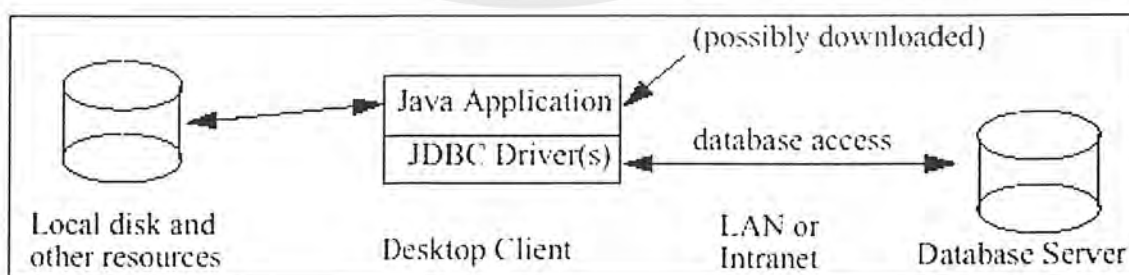 (possibly downloaded)
Java Application
JDBC Driver(s)
database access
Local disk and
other resources
Desktop Client
LAN or
Intranet
Database Server